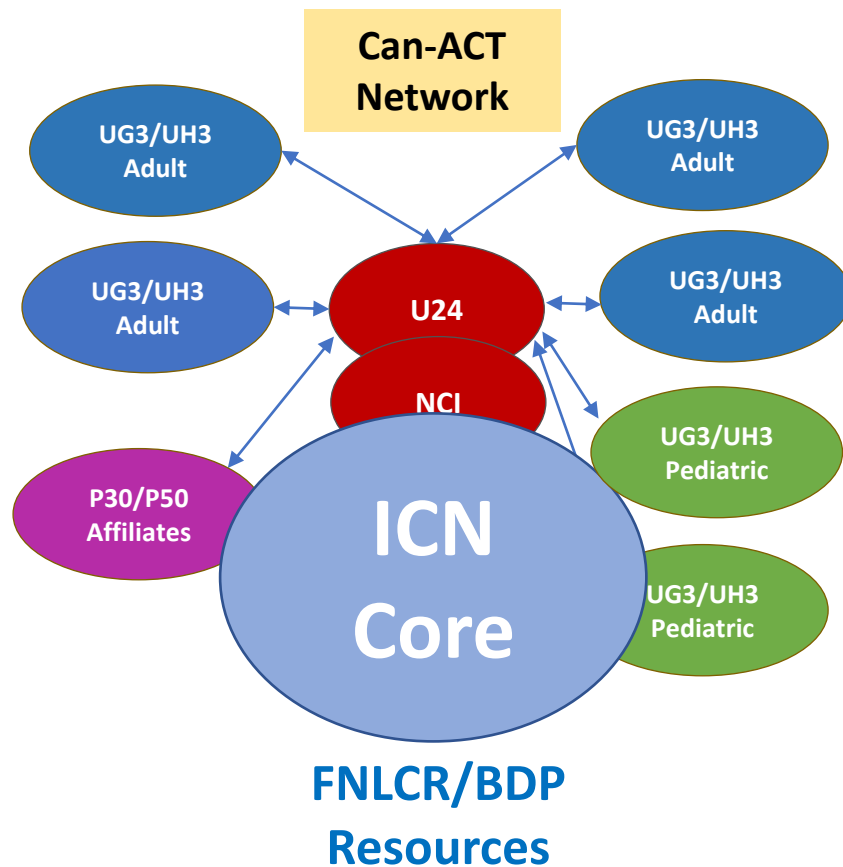 Can-ACT
Network
UG3/UH3
Adult
UG3/UH3
Adult
UG3/UH3
Adult
U24
UG3/UH3
Adult
NCI
UG3/UH3
Pediatric
P30/P50
Affiliates
ICN
Core
UG3/UH3
Pediatric
FNLCR/BDP
Resources